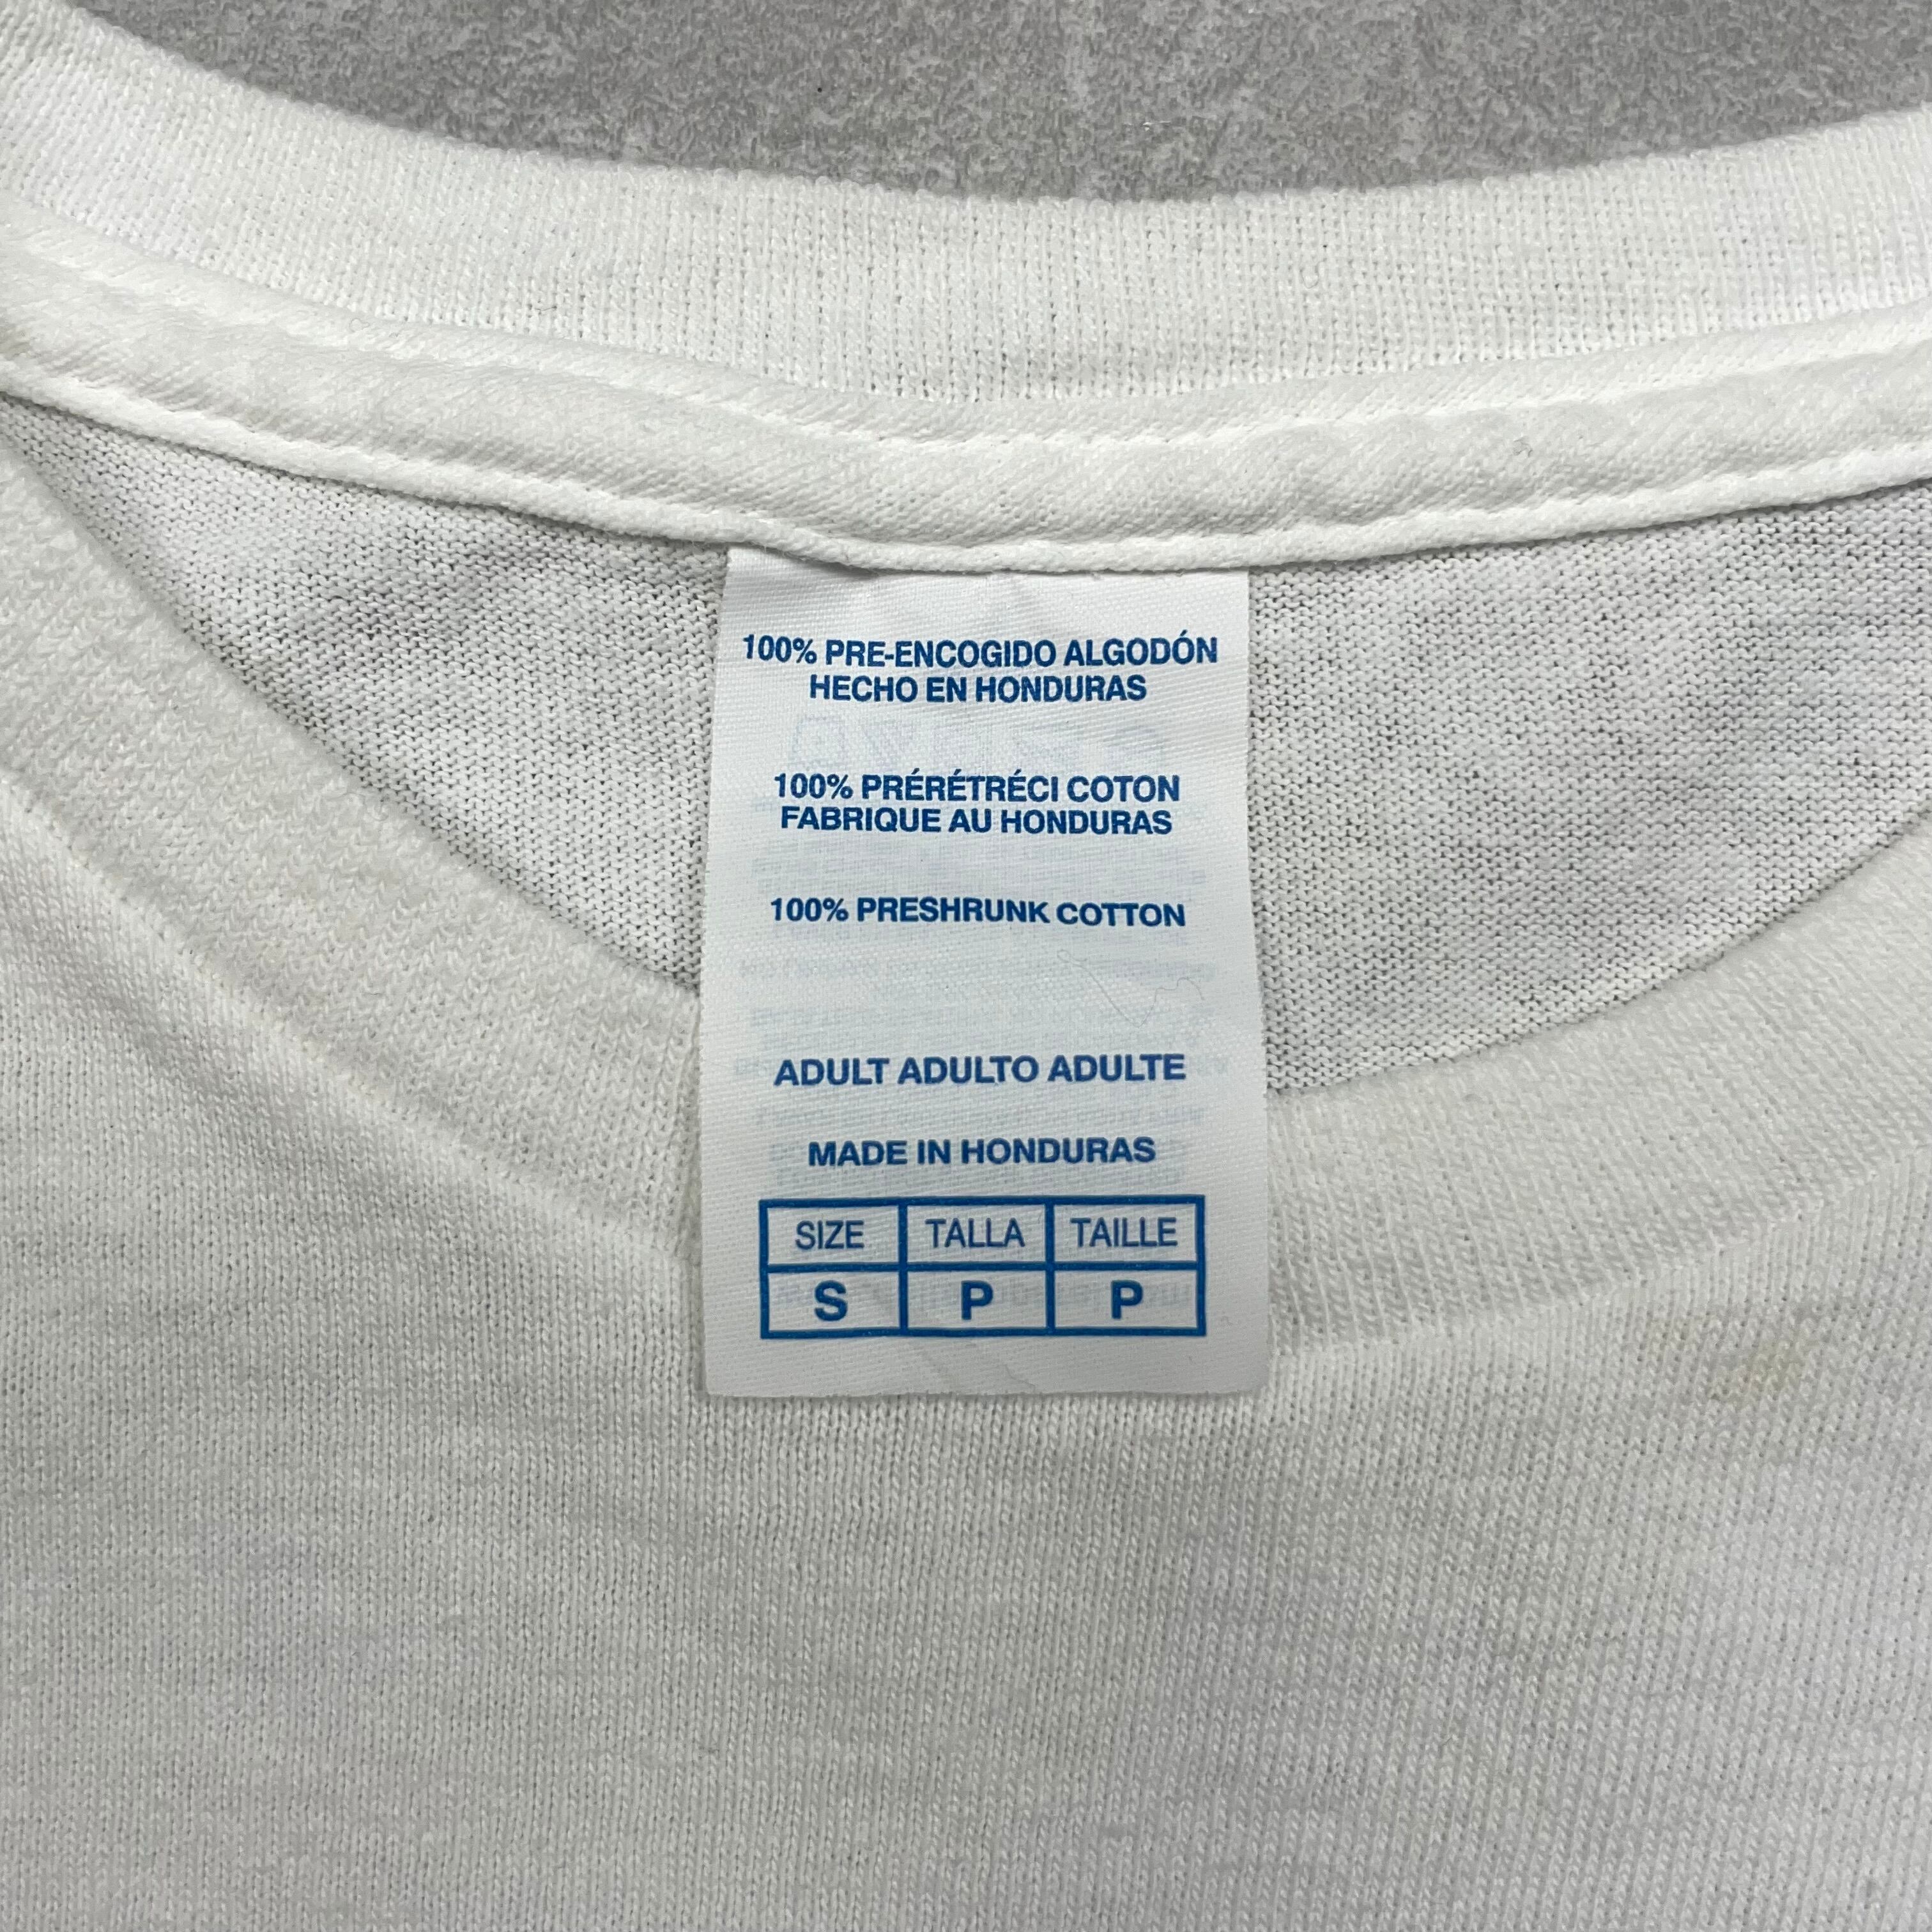 100% PRE-ENCOGIDO ALGODÓN
HECHO EN HONDURAS
100% PRÉRÉTRÉCI COTON
FABRIQUE AU HONDURAS
100% PRESHRUNK COTTON
ADULT ADULTO ADULTE
MADE IN HONDURAS
SIZE TALLA TAILLE
S P P